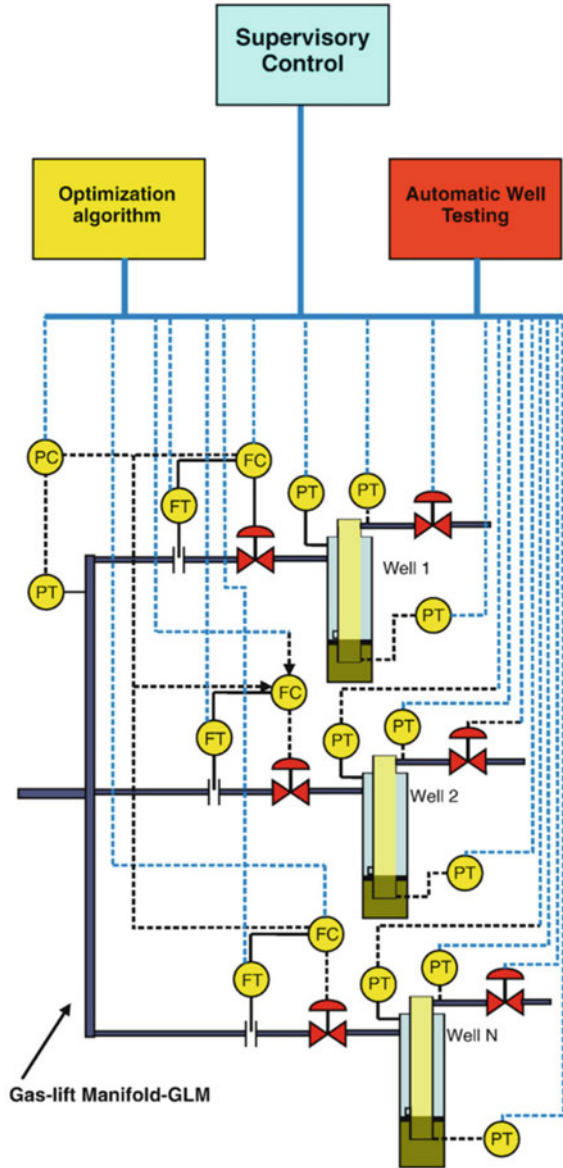 Supervisory
Control
Optimization
algorithm
Automatic Well
Testing
PC
FC
PT
PT
FT
PT
Well 1
PT
FC
FT
PT
PT
Well 2
PT
FC
FT
PT
PT
Well N
Gas-lift Manifold-GLM
PT